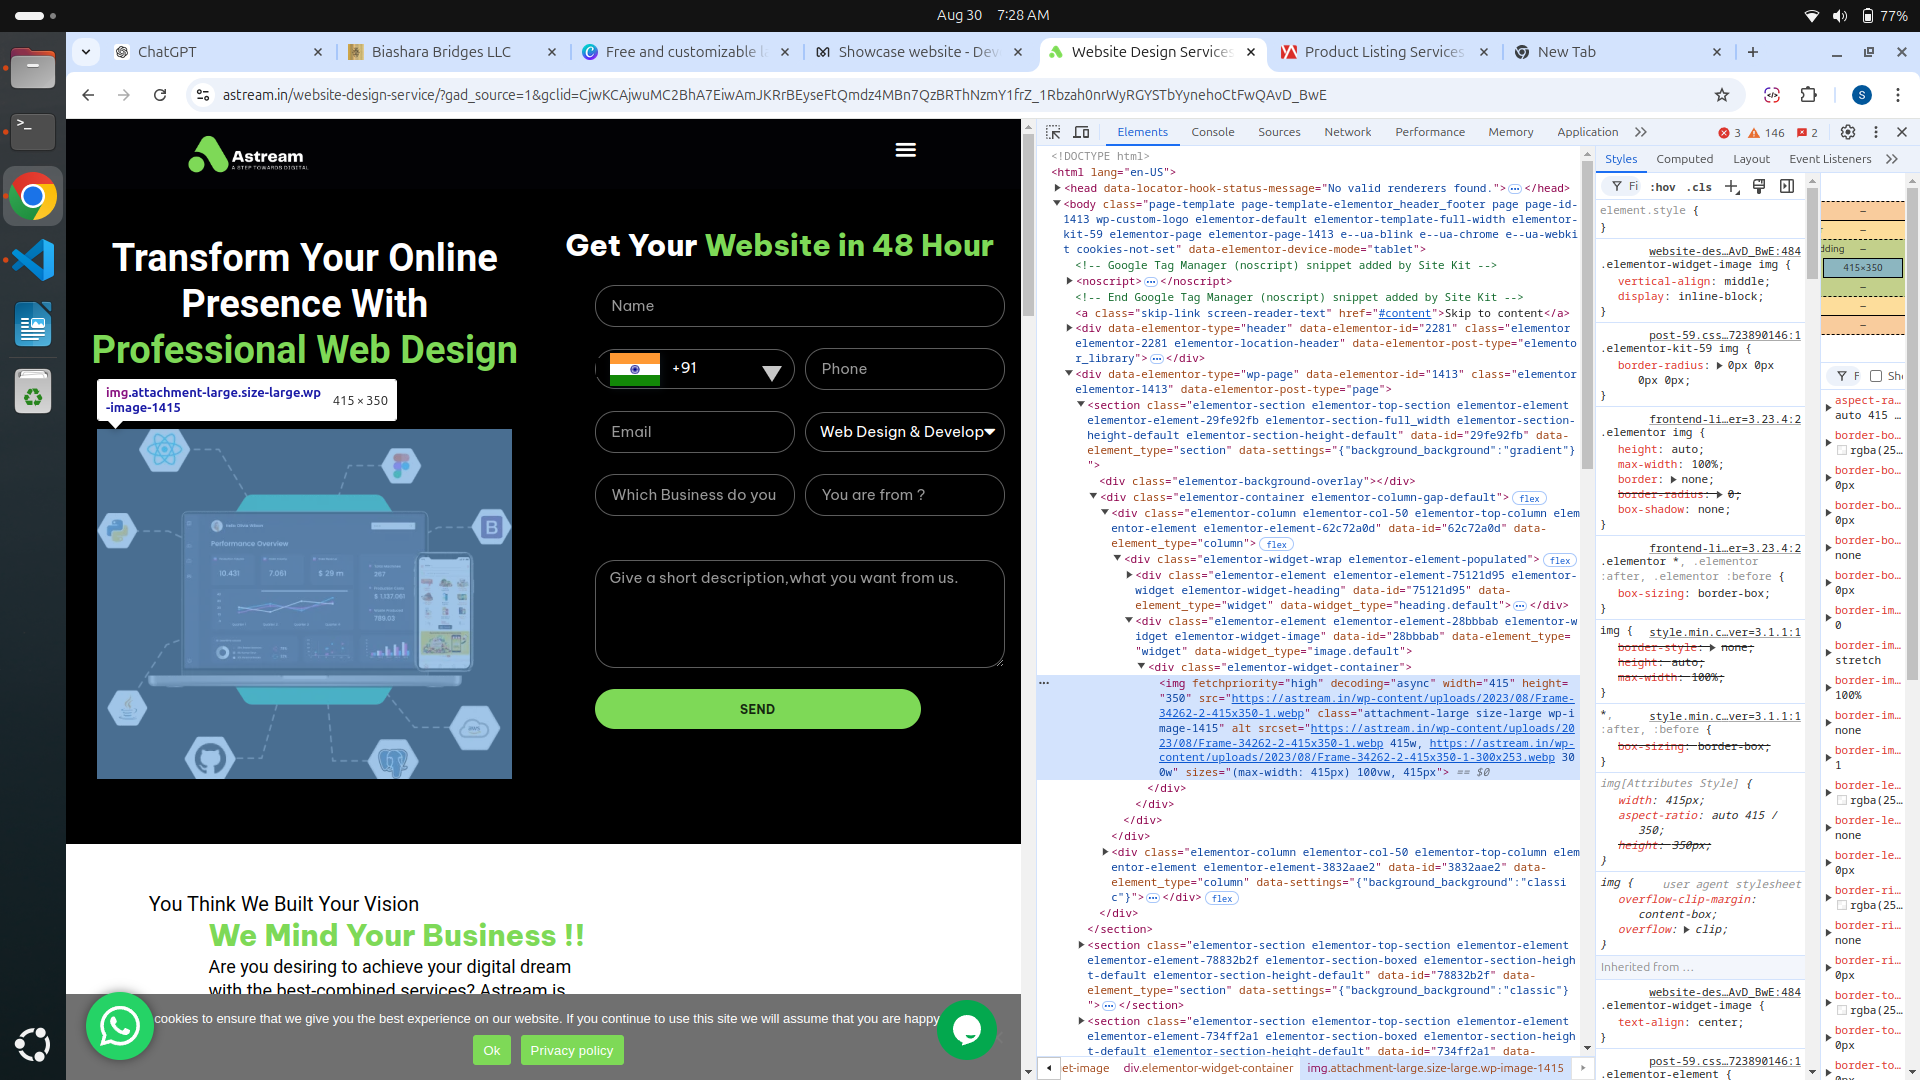 Aug 30 7:28 AM
77%
ChatGPT
Biashara Bridges LLC
Free and customizable l
Showcase website - Dev
Website Design Services
Product Listing Services
New Tab
astream.in/website-design-service/?gad_source=1&gclid=CjwKCAjwuMC2BhA7EiwAmJKRrBEyseFtQmdz4MBn7QzBRThNzmY1frZ_1Rbzah0nrWyRGYSTbYynehoCtFwQAvD_BwE
S
Astream
A STEP TOWARDS DIGITAL
Transform Your Online
Presence With
Professional Web Design
img.attachment-large.size-large.wp
-image-1415
415 × 350
Performance Overview
10,431
7,061
$ 29 m
Get Your Website in 48 Hour
Name
+91
Phone
Email
Web Design & Develop
Which Business do you
You are from ?
Give a short description,what you want from us.
SEND
You Think We Built Your Vision
We Mind Your Business !!
Are you desiring to achieve your digital dream
with the best-combined services? Astream is
cookies to ensure that we give you the best experience on our website. If you continue to use this site we will assume that you are happy
Ok
Privacy policy
Elements Console Sources Network Performance Memory Application
3 146 2
<!DOCTYPE html>
<html lang="en-US">
<head data-locator-hook-status-message="No valid renderers found."> … </head>
<body class="page-template page-template-elementor_header_footer page page-id-
1413 wp-custom-logo elementor-default elementor-template-full-width elementor-
kit-59 elementor-page elementor-page-1413 e--ua-blink e--ua-chrome e--ua-webki
t cookies-not-set" data-elementor-device-mode="tablet">
<!-- Google Tag Manager (noscript) snippet added by Site Kit -->
<noscript> … </noscript>
<!-- End Google Tag Manager (noscript) snippet added by Site Kit -->
<a class="skip-link screen-reader-text" href="#content">Skip to content</a>
<div data-elementor-type="header" data-elementor-id="2281" class="elementor
elementor-2281 elementor-location-header" data-elementor-post-type="elemento
r_library"> … </div>
<div data-elementor-type="wp-page" data-elementor-id="1413" class="elementor
elementor-1413" data-elementor-post-type="page">
<section class="elementor-section elementor-top-section elementor-element
elementor-element-29fe92fb elementor-section-full_width elementor-section-
height-default elementor-section-height-default" data-id="29fe92fb" data-
element_type="section" data-settings="{"background_background":"gradient"}
">
<div class="elementor-background-overlay"></div>
<div class="elementor-container elementor-column-gap-default"> flex
<div class="elementor-column elementor-col-50 elementor-top-column elem
entor-element elementor-element-62c72a0d" data-id="62c72a0d" data-
element_type="column"> flex
<div class="elementor-widget-wrap elementor-element-populated"> flex
<div class="elementor-element elementor-element-75121d95 elementor-
widget elementor-widget-heading" data-id="75121d95" data-
element_type="widget" data-widget_type="heading.default"> … </div>
<div class="elementor-element elementor-element-28bbbab elementor-w
idget elementor-widget-image" data-id="28bbbab" data-element_type=
"widget" data-widget_type="image.default">
<div class="elementor-widget-container">
<img fetchpriority="high" decoding="async" width="415" height=
"350" src="https://astream.in/wp-content/uploads/2023/08/Frame-
34262-2-415x350-1.webp" class="attachment-large size-large wp-i
mage-1415" alt srcset="https://astream.in/wp-content/uploads/20
23/08/Frame-34262-2-415x350-1.webp 415w, https://astream.in/wp-
content/uploads/2023/08/Frame-34262-2-415x350-1-300x253.webp 30
0w" sizes="(max-width: 415px) 100vw, 415px"> == $0
</div>
</div>
</div>
</div>
<div class="elementor-column elementor-col-50 elementor-top-column elem
entor-element elementor-element-3832aae2" data-id="3832aae2" data-
element_type="column" data-settings="{"background_background":"classi
c"}"> … </div> flex
</div>
</section>
<section class="elementor-section elementor-top-section elementor-element
elementor-element-78832b2f elementor-section-boxed elementor-section-heigh
t-default elementor-section-height-default" data-id="78832b2f" data-
element_type="section" data-settings="{"background_background":"classic"}
"> … </section>
<section class="elementor-section elementor-top-section elementor-element
elementor-element-734ff2a1 elementor-section-boxed elementor-section-heigh
t-default elementor-section-height-default" data-id="734ff2a1" data-
et-image div.elementor-widget-container img.attachment-large.size-large.wp-image-1415
Styles Computed Layout Event Listeners
Fi :hov .cls
element.style {
}
website-des…AvD_BwE:484
.elementor-widget-image img {
vertical-align: middle;
display: inline-block;
}
post-59.css…723890146:1
.elementor-kit-59 img {
border-radius: 0px 0px
0px 0px;
}
frontend-li…er=3.23.4:2
.elementor img {
height: auto;
max-width: 100%;
border: none;
border-radius: 0;
box-shadow: none;
}
frontend-li…er=3.23.4:2
.elementor *, .elementor
:after, .elementor :before {
box-sizing: border-box;
}
img { style.min.c…ver=3.1.1:1
border-style: none;
height: auto;
max-width: 100%;
}
*, style.min.c…ver=3.1.1:1
:after, :before {
box-sizing: border-box;
}
img[Attributes Style] {
width: 415px;
aspect-ratio: auto 415 /
350;
height: 350px;
}
img { user agent stylesheet
overflow-clip-margin:
content-box;
overflow: clip;
}
Inherited from …
website-des…AvD_BwE:484
.elementor-widget-image {
text-align: center;
}
post-59.css…723890146:1
.elementor-element {
dding
415×350
F Sh
aspect-ra…
auto 415 …
border-bo…
rgba(25…
border-bo…
0px
border-bo…
0px
border-bo…
none
border-bo…
0px
border-im…
0
border-im…
stretch
border-im…
100%
border-im…
none
border-im…
1
border-le…
rgba(25…
border-le…
none
border-le…
0px
border-ri…
rgba(25…
border-ri…
none
border-ri…
0px
border-to…
rgba(25…
border-to…
0px
border-to…